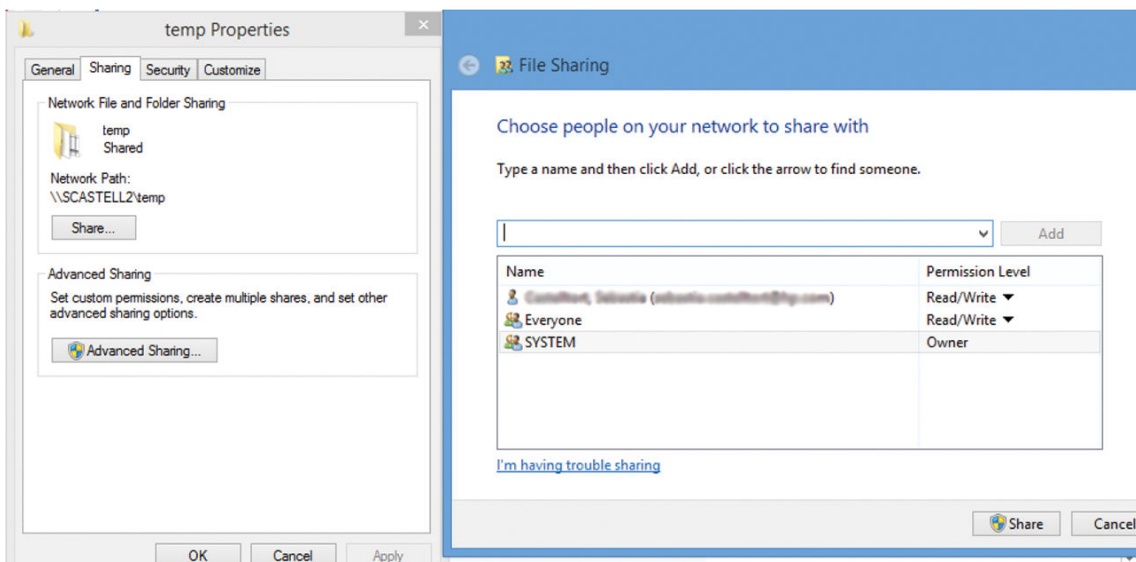 temp Properties
General Sharing Security Customize
Network File and Folder Sharing
temp
Shared
Network Path:
\\SCASTELL2\temp
Share...
Advanced Sharing
Set custom permissions, create multiple shares, and set other
advanced sharing options.
Advanced Sharing...
OK Cancel Apply
File Sharing
Choose people on your network to share with
Type a name and then click Add, or click the arrow to find someone.
Add
Name Permission Level
Read/Write
Everyone Read/Write
SYSTEM Owner
I'm having trouble sharing
Share Cancel